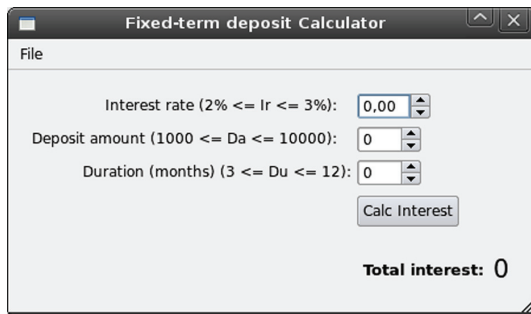 Fixed-term deposit Calculator
File
Interest rate (2% <= Ir <= 3%): 0,00
Deposit amount (1000 <= Da <= 10000): 0
Duration (months) (3 <= Du <= 12): 0
Calc Interest
Total interest: 0